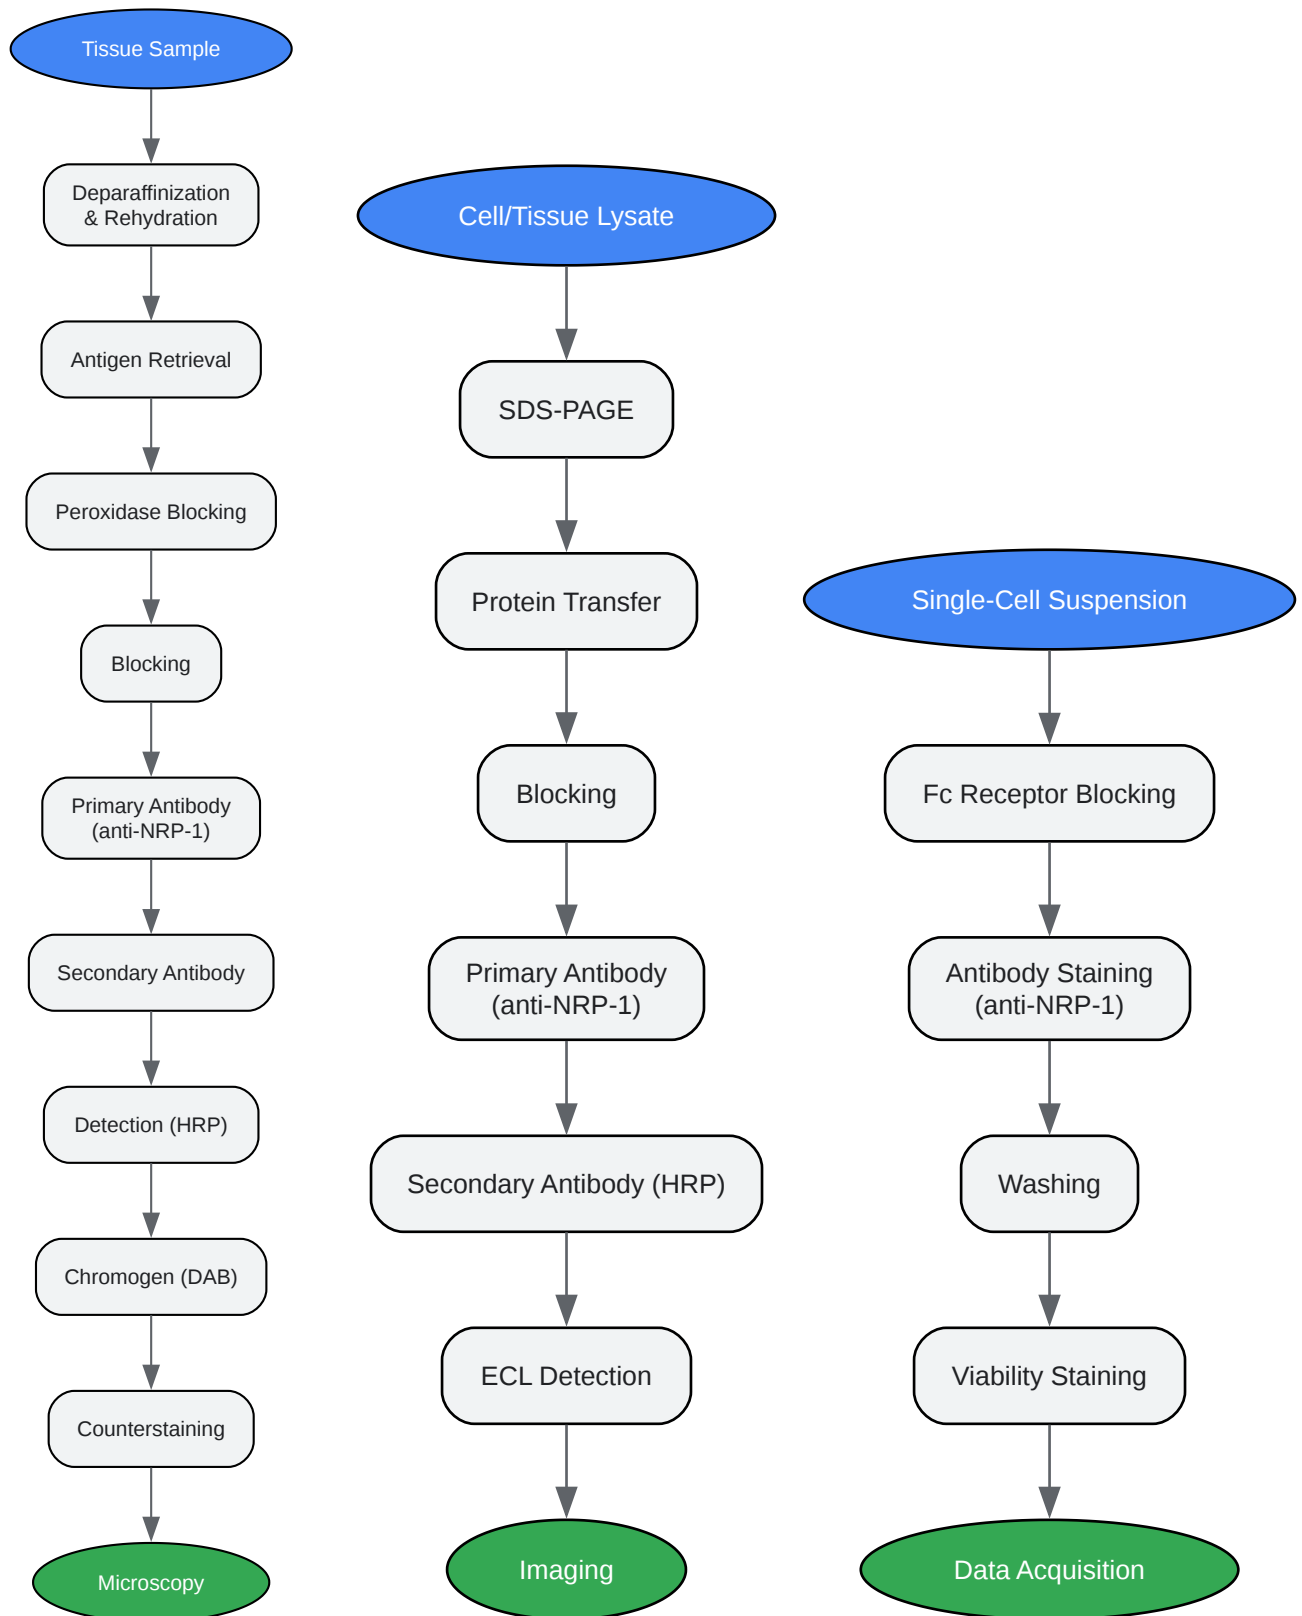 Tissue Sample
Deparaffinization
& Rehydration
Antigen Retrieval
Peroxidase Blocking
Blocking
Primary Antibody
(anti-NRP-1)
Secondary Antibody
Detection (HRP)
Chromogen (DAB)
Counterstaining
Microscopy
Cell/Tissue Lysate
SDS-PAGE
Protein Transfer
Blocking
Primary Antibody
(anti-NRP-1)
Secondary Antibody (HRP)
ECL Detection
Imaging
Single-Cell Suspension
Fc Receptor Blocking
Antibody Staining
(anti-NRP-1)
Washing
Viability Staining
Data Acquisition